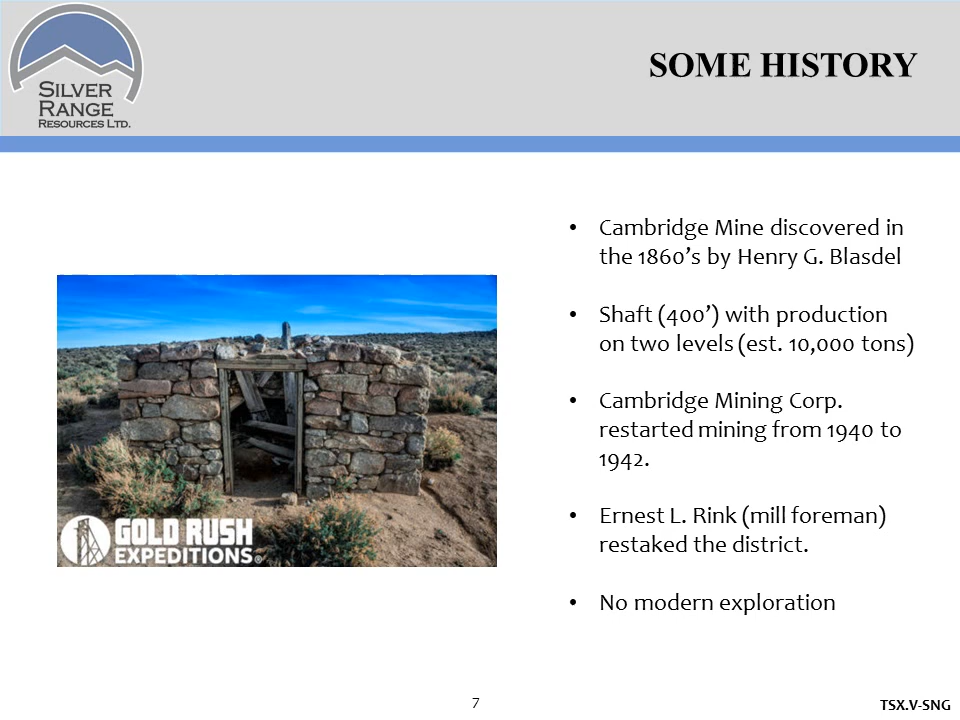 SILVER
RANGE
RESOURCES LTD.
SOME HISTORY
• Cambridge Mine discovered in
the 1860’s by Henry G. Blasdel
• Shaft (400’) with production
on two levels (est. 10,000 tons)
• Cambridge Mining Corp.
restarted mining from 1940 to
1942.
• Ernest L. Rink (mill foreman)
restaked the district.
• No modern exploration
GOLD RUSH
EXPEDITIONS®
7
TSX.V-SNG